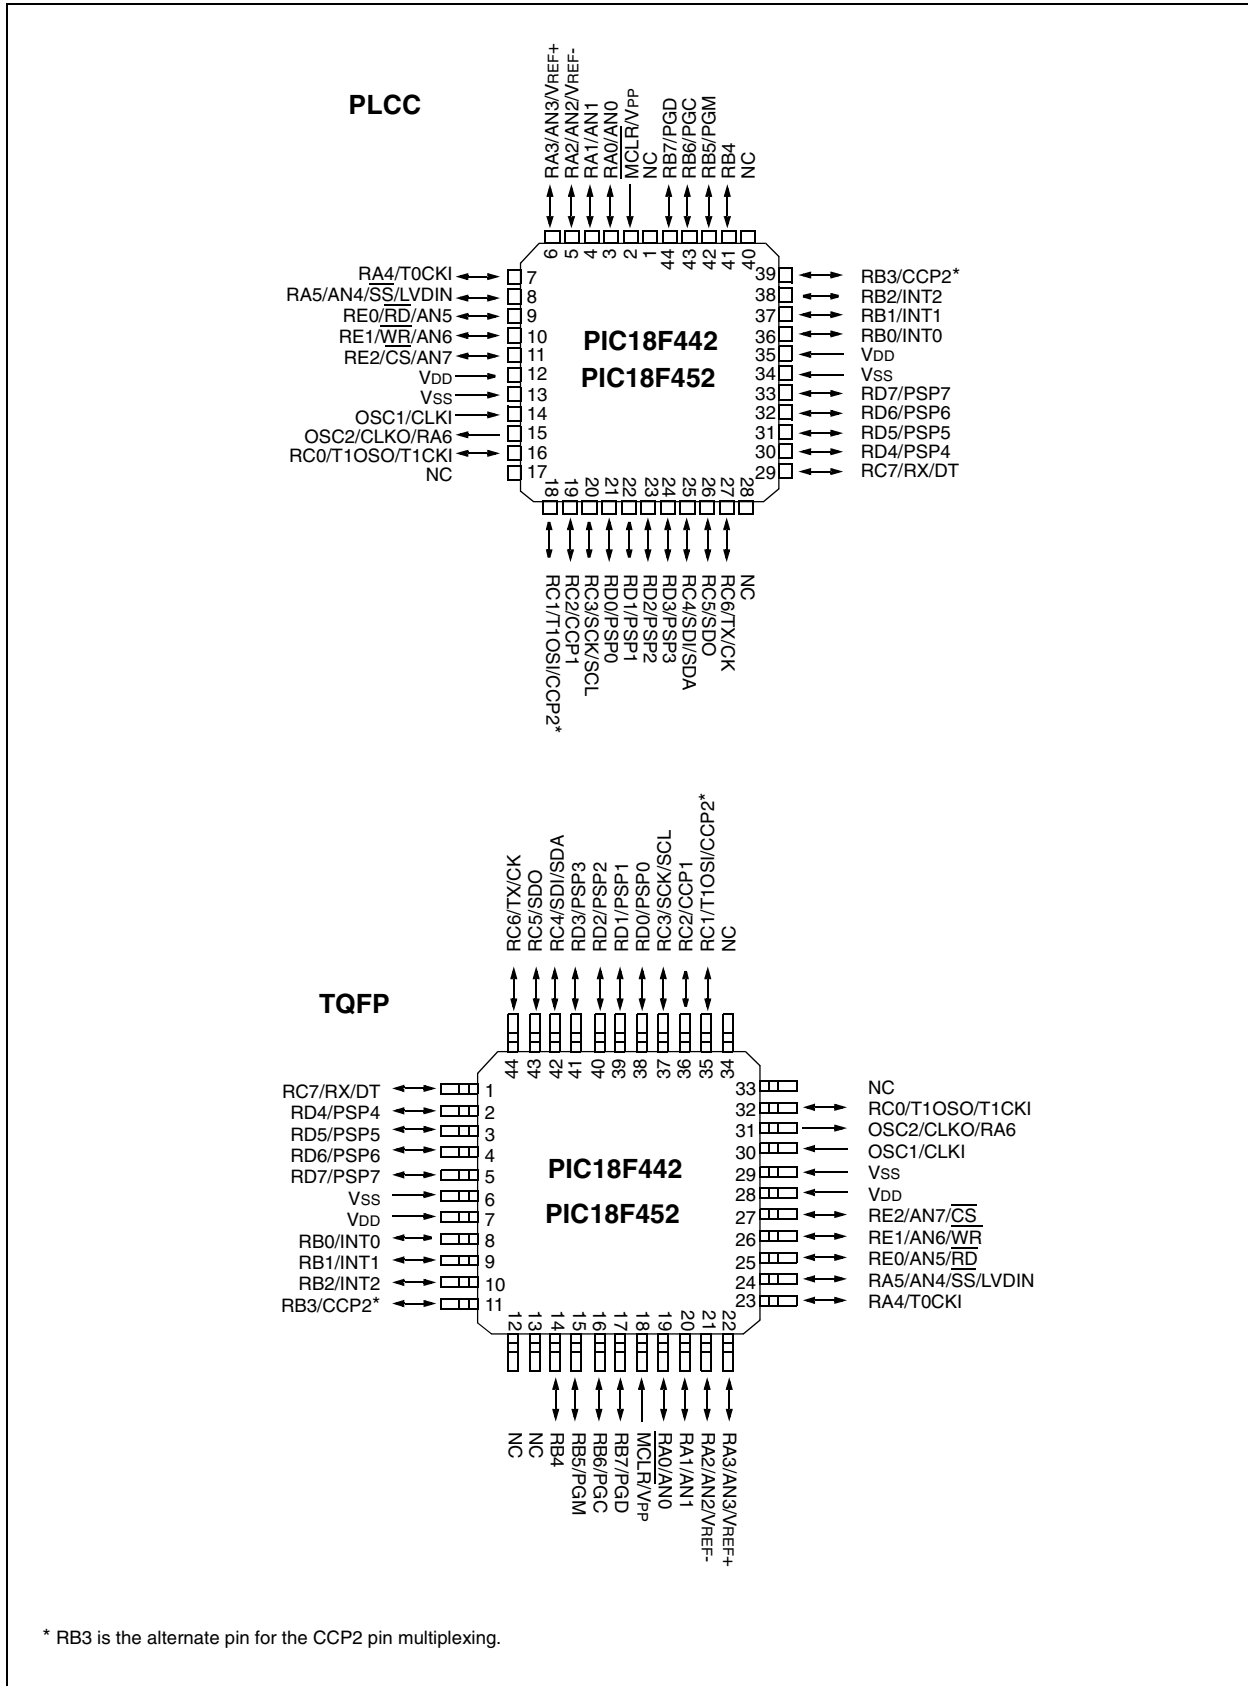 PLCC
RA3/AN3/VREF+
RA2/AN2/VREF-
RA1/AN1
RA0/AN0
MCLR/VPP
NC
RB7/PGD
RB6/PGC
RB5/PGM
RB4
NC
6
5
4
3
2
1
44
43
42
41
40
RA4/T0CKI 7
RA5/AN4/SS/LVDIN 8
RE0/RD/AN5 9
RE1/WR/AN6 10
RE2/CS/AN7 11
VDD 12
VSS 13
OSC1/CLKI 14
OSC2/CLKO/RA6 15
RC0/T1OSO/T1CKI 16
NC 17
PIC18F442
PIC18F452
39 RB3/CCP2*
38 RB2/INT2
37 RB1/INT1
36 RB0/INT0
35 VDD
34 VSS
33 RD7/PSP7
32 RD6/PSP6
31 RD5/PSP5
30 RD4/PSP4
29 RC7/RX/DT
18
19
20
21
22
23
24
25
26
27
28
RC1/T1OSI/CCP2*
RC2/CCP1
RC3/SCK/SCL
RD0/PSP0
RD1/PSP1
RD2/PSP2
RD3/PSP3
RC4/SDI/SDA
RC5/SDO
RC6/TX/CK
NC
TQFP
RC6/TX/CK
RC5/SDO
RC4/SDI/SDA
RD3/PSP3
RD2/PSP2
RD1/PSP1
RD0/PSP0
RC3/SCK/SCL
RC2/CCP1
RC1/T1OSI/CCP2*
NC
44
43
42
41
40
39
38
37
36
35
34
RC7/RX/DT 1
RD4/PSP4 2
RD5/PSP5 3
RD6/PSP6 4
RD7/PSP7 5
VSS 6
VDD 7
RB0/INT0 8
RB1/INT1 9
RB2/INT2 10
RB3/CCP2* 11
PIC18F442
PIC18F452
33 NC
32 RC0/T1OSO/T1CKI
31 OSC2/CLKO/RA6
30 OSC1/CLKI
29 VSS
28 VDD
27 RE2/AN7/CS
26 RE1/AN6/WR
25 RE0/AN5/RD
24 RA5/AN4/SS/LVDIN
23 RA4/T0CKI
12
13
14
15
16
17
18
19
20
21
22
NC
NC
RB4
RB5/PGM
RB6/PGC
RB7/PGD
MCLR/VPP
RA0/AN0
RA1/AN1
RA2/AN2/VREF-
RA3/AN3/VREF+
* RB3 is the alternate pin for the CCP2 pin multiplexing.